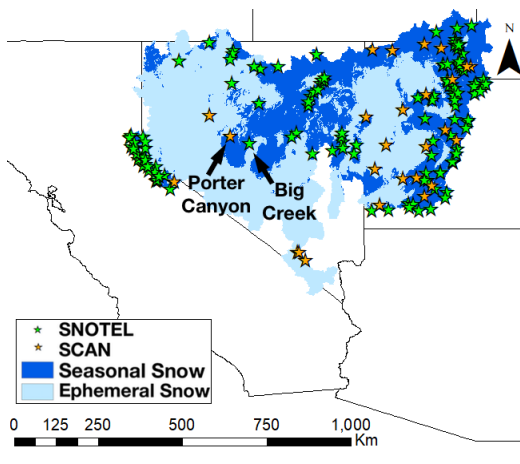 N
Porter
Canyon
Big
Creek
SNOTEL
SCAN
Seasonal Snow
Ephemeral Snow
0 125 250 500 750 1,000
Km